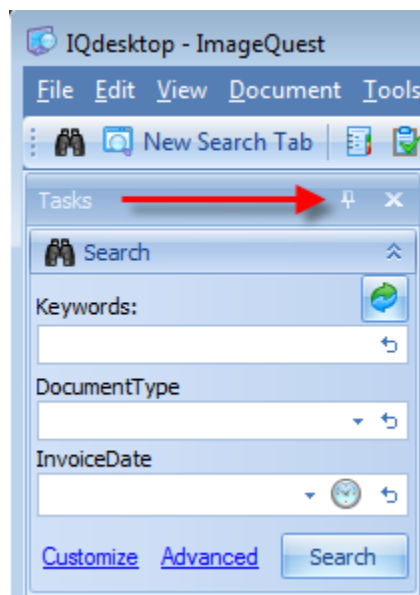 IQdesktop - ImageQuest
File Edit View Document Tools
New Search Tab
Tasks
Search
Keywords:
DocumentType
InvoiceDate
Customize Advanced Search